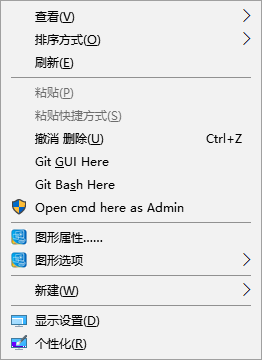 查看(V)
排序方式(O)
刷新(E)
粘贴(P)
粘贴快捷方式(S)
撤消 删除(U) Ctrl+Z
Git GUI Here
Git Bash Here
Open cmd here as Admin
图形属性......
图形选项
新建(W)
显示设置(D)
个性化(R)